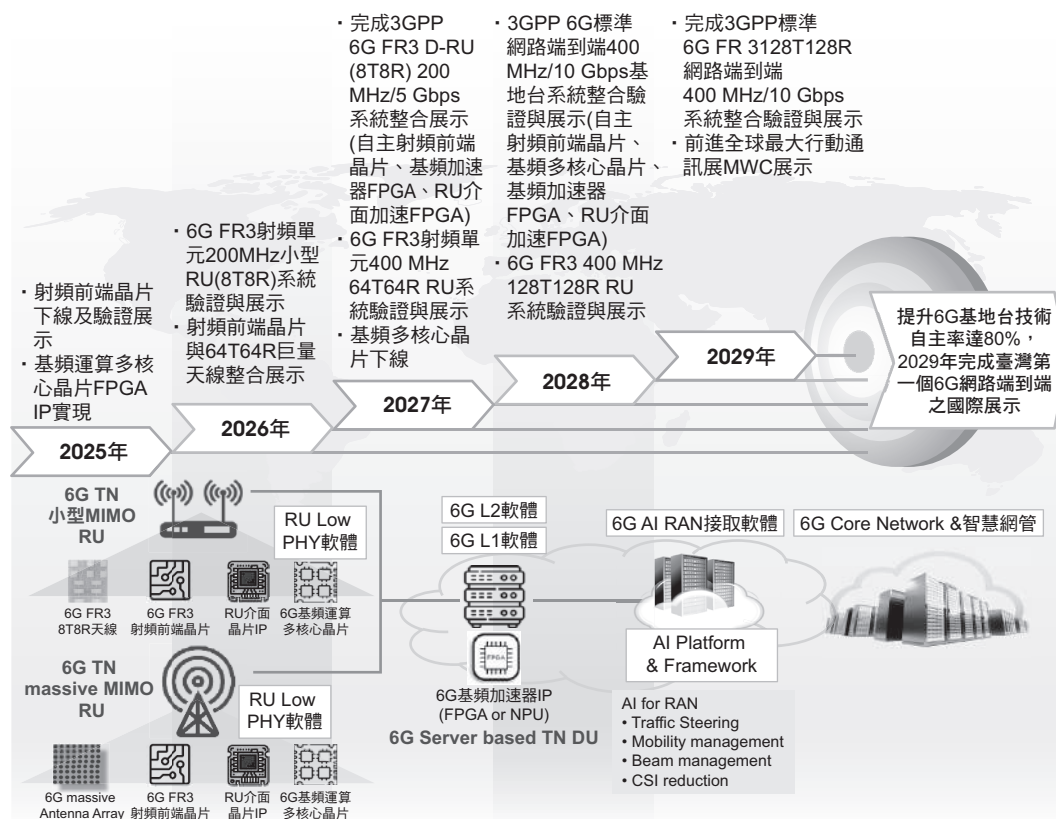 ・射頻前端晶片
下線及驗證展
示
・基頻運算多核
心晶片FPGA
IP實現
2025年
・6G FR3射頻單
元200MHz小型
RU(8T8R)系統
驗證與展示
・射頻前端晶片
與64T64R巨量
天線整合展示
2026年
・完成3GPP
6G FR3 D-RU
(8T8R) 200
MHz/5 Gbps
系統整合展示
(自主射頻前端
晶片、基頻加速
器FPGA、RU介
面加速FPGA)
・6G FR3射頻單
元400 MHz
64T64R RU系
統驗證與展示
・基頻多核心晶
片下線
2027年
・3GPP 6G標準
網路端到端400
MHz/10 Gbps基
地台系統整合驗
證與展示(自主
射頻前端晶片、
基頻多核心晶片、
基頻加速器
FPGA、RU介面
加速FPGA)
・6G FR3 400 MHz
128T128R RU
系統驗證與展示
2028年
・完成3GPP標準
6G FR 3128T128R
網路端到端
400 MHz/10 Gbps
系統整合驗證與展示
・前進全球最大行動通
訊展MWC展示
2029年
提升6G基地台技術
自主率達80%，
2029年完成臺灣第
一個6G網路端到端
之國際展示
6G TN
小型MIMO
RU
RU Low
PHY軟體
6G FR3
8T8R天線
6G FR3
射頻前端晶片
RU介面
晶片IP
6G基頻運算
多核心晶片
6G TN
massive MIMO
RU
RU Low
PHY軟體
6G massive
Antenna Array
6G FR3
射頻前端晶片
RU介面
晶片IP
6G基頻運算
多核心晶片
6G L2軟體
6G L1軟體
FPGA
6G基頻加速器IP
(FPGA or NPU)
6G Server based TN DU
6G AI RAN接取軟體
AI Platform
& Framework
AI for RAN
• Traffic Steering
• Mobility management
• Beam management
• CSI reduction
6G Core Network &智慧網管